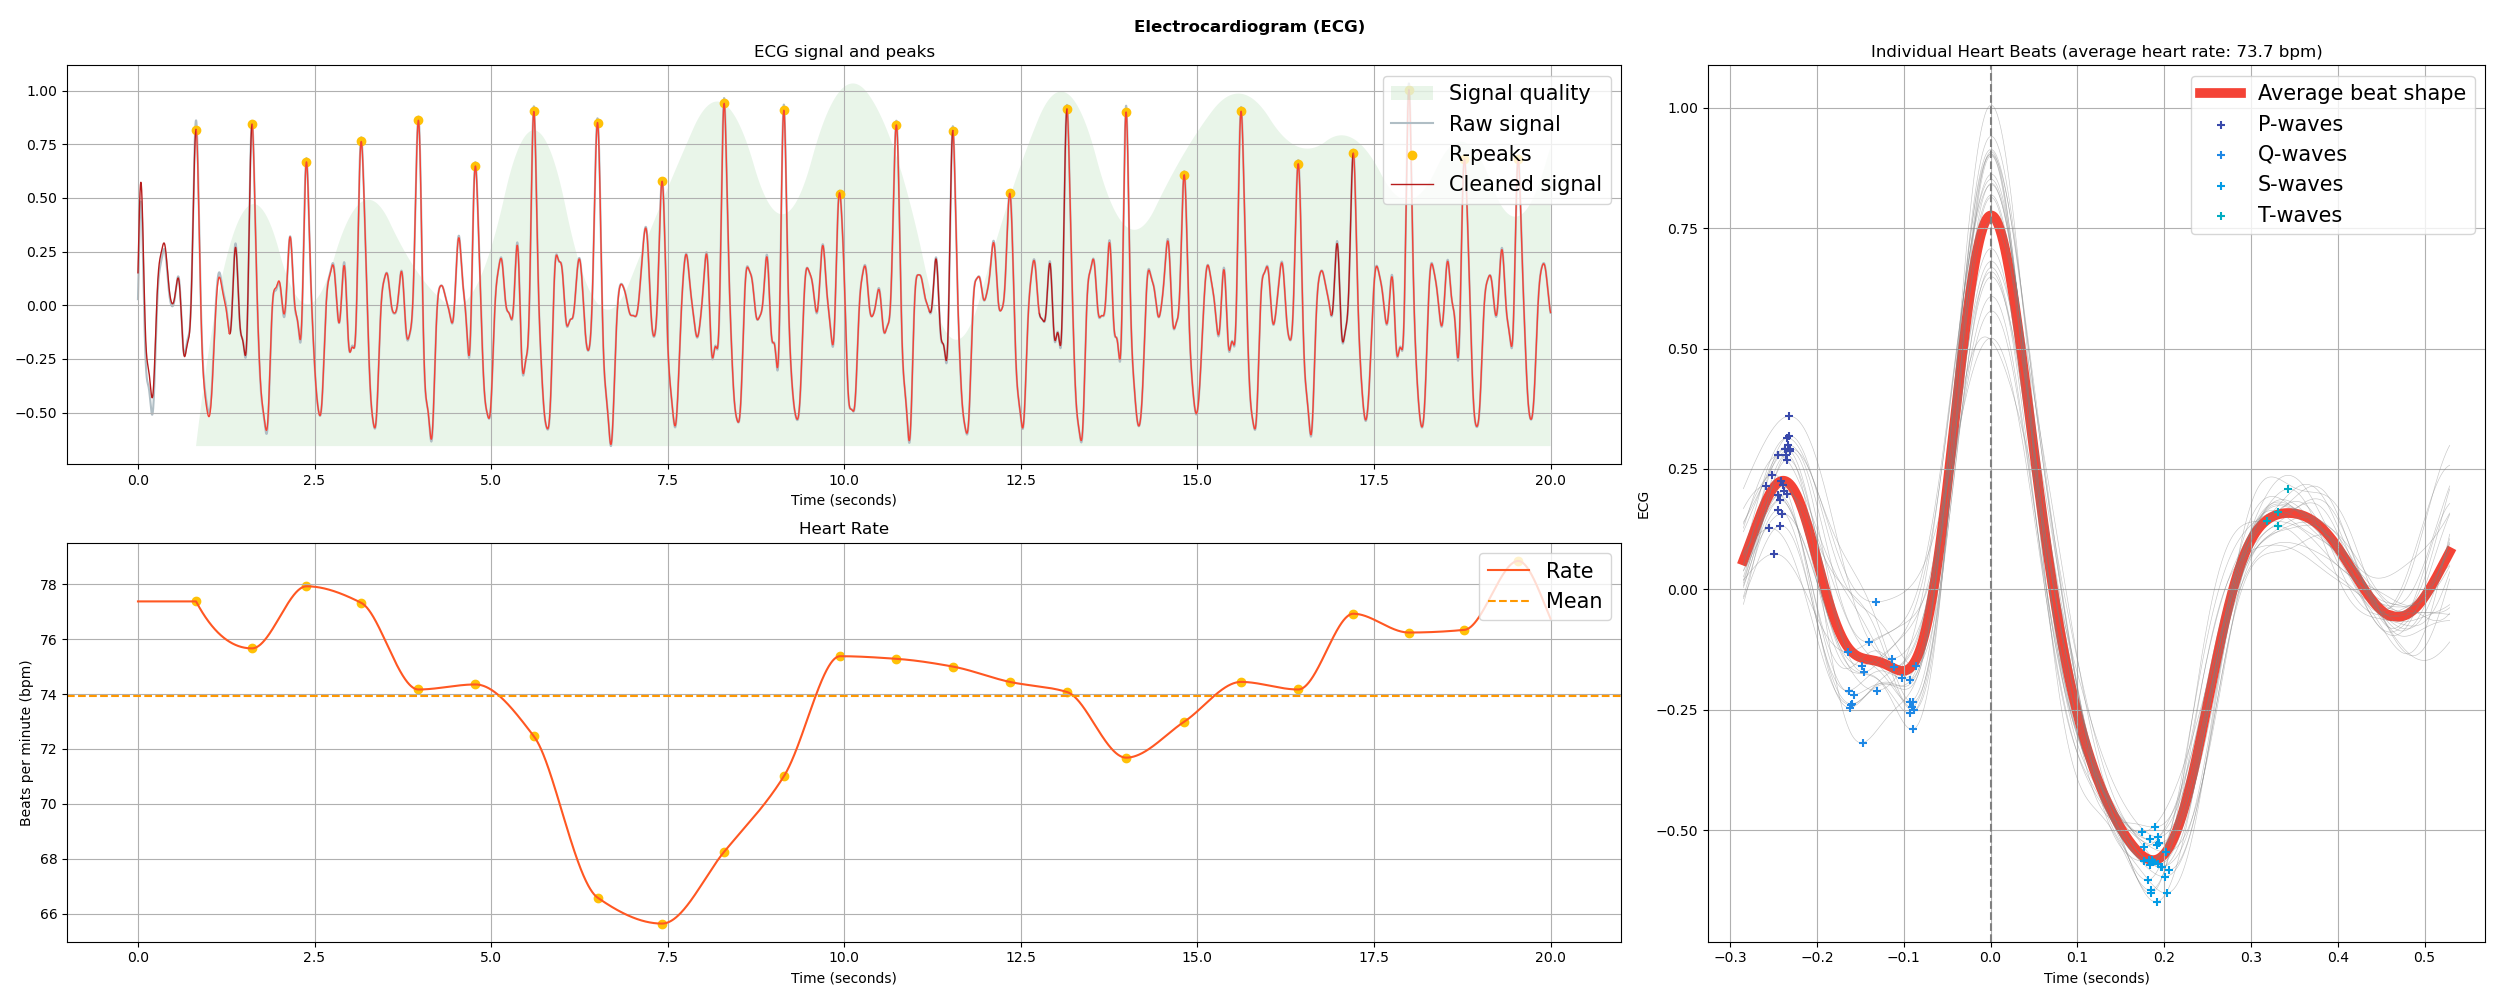 Electrocardiogram (ECG)
ECG signal and peaks
1.00
0.75
0.50
0.25
0.00
−0.25
−0.50
Signal quality
Raw signal
R-peaks
Cleaned signal
0.0 2.5 5.0 7.5 10.0 12.5 15.0 17.5 20.0
Time (seconds)
Heart Rate
Beats per minute (bpm)
78
76
74
72
70
68
66
Rate
Mean
0.0 2.5 5.0 7.5 10.0 12.5 15.0 17.5 20.0
Time (seconds)
Individual Heart Beats (average heart rate: 73.7 bpm)
ECG
1.00
0.75
0.50
0.25
0.00
−0.25
−0.50
Average beat shape
P-waves
Q-waves
S-waves
T-waves
−0.3 −0.2 −0.1 0.0 0.1 0.2 0.3 0.4 0.5
Time (seconds)